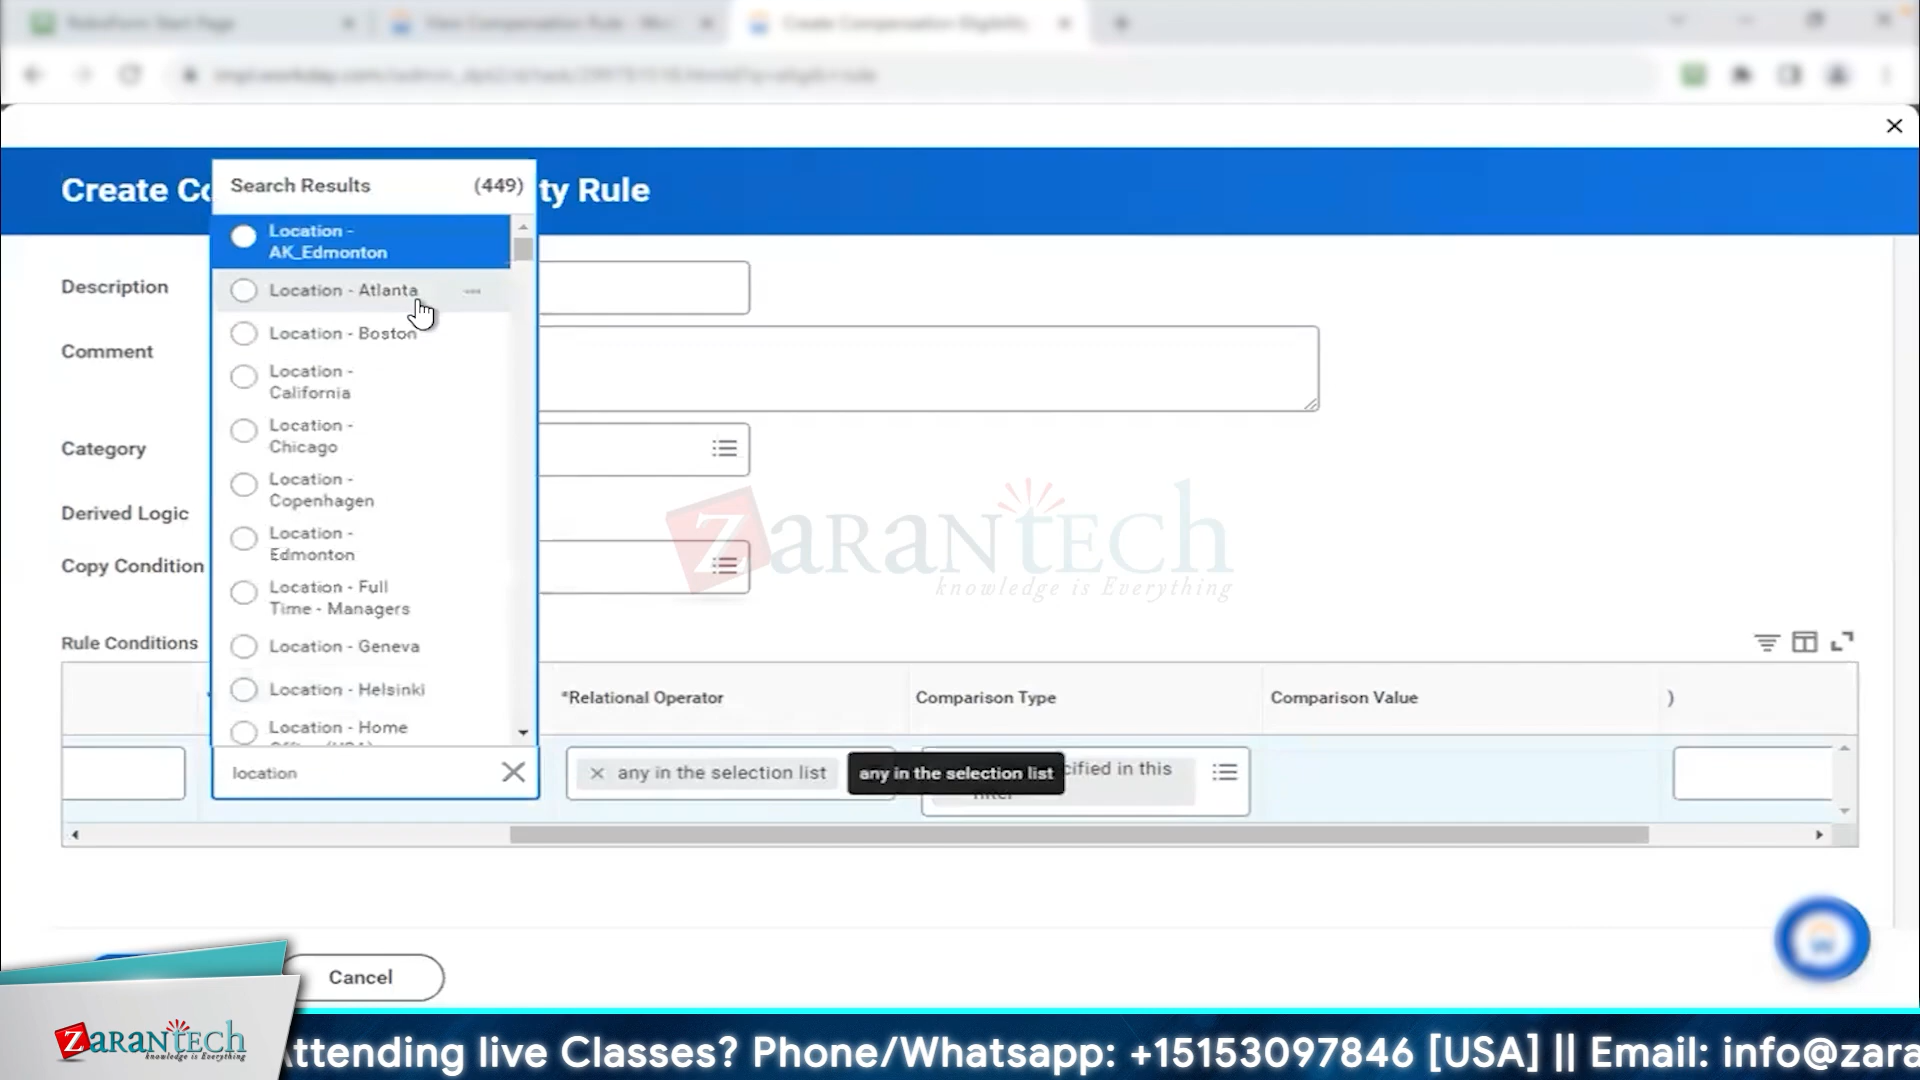 Create Co
ty Rule
Search Results (449)
Location -
AK_Edmonton
Location - Atlanta
Location - Boston
Location -
California
Location -
Chicago
Location -
Copenhagen
Location -
Edmonton
Location - Full
Time - Managers
Location - Geneva
Location - Helsinki
Location - Home
location
Description
Comment
Category
Derived Logic
Copy Condition
Rule Conditions
*Relational Operator
Comparison Type
Comparison Value
)
any in the selection list
any in the selection list
cified in this
Cancel
ZaranTech
knowledge is Everything
ZaranTech
knowledge is Everything
ttending live Classes? Phone/Whatsapp: +15153097846 [USA] || Email: info@zara